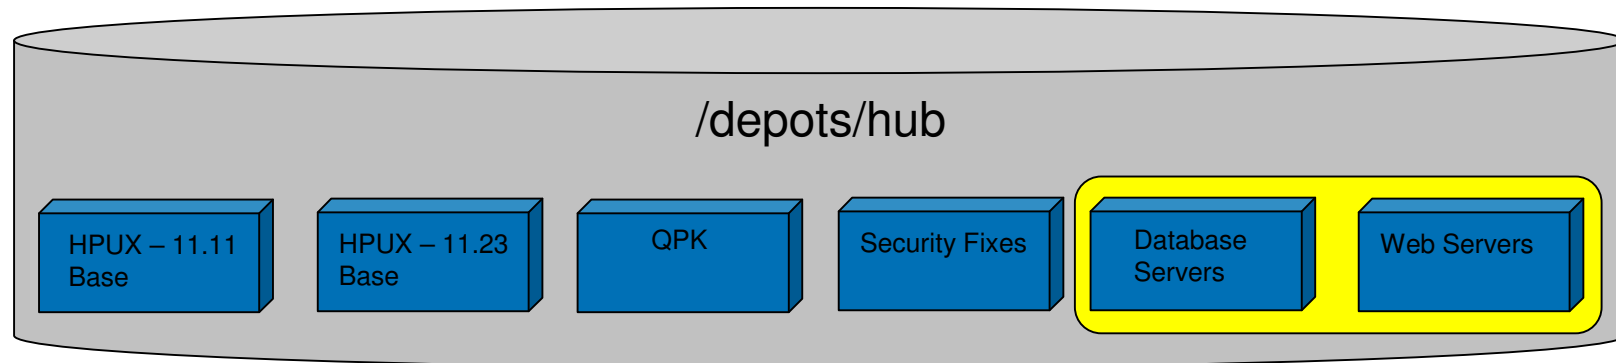 /depots/hub
HPUX – 11.11
Base
HPUX – 11.23
Base
QPK
Security Fixes
Database
Servers
Web Servers